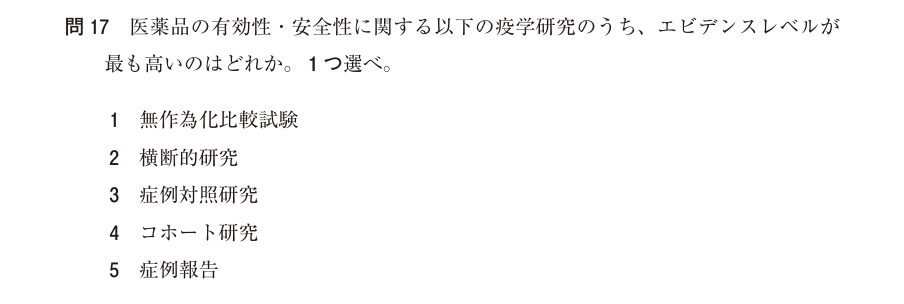 問 17　医薬品の有効性・安全性に関する以下の疫学研究のうち、エビデンスレベルが
最も高いのはどれか。1つ選べ。
1　無作為化比較試験
2　横断的研究
3　症例対照研究
4　コホート研究
5　症例報告